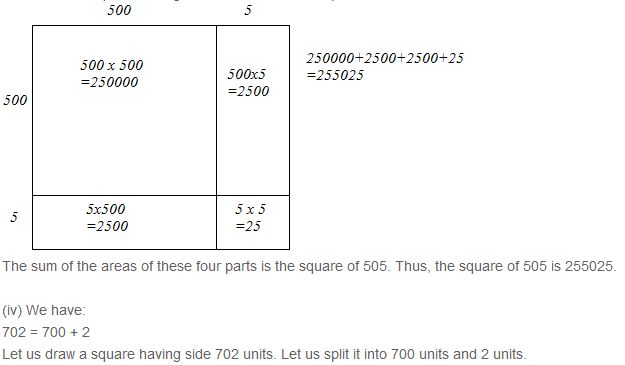 500 5
500 x 500
=250000
500x5
=2500
250000+2500+2500+25
=255025
500
5
5x500
=2500
5 x 5
=25
The sum of the areas of these four parts is the square of 505. Thus, the square of 505 is 255025.
(iv) We have:
702 = 700 + 2
Let us draw a square having side 702 units. Let us split it into 700 units and 2 units.